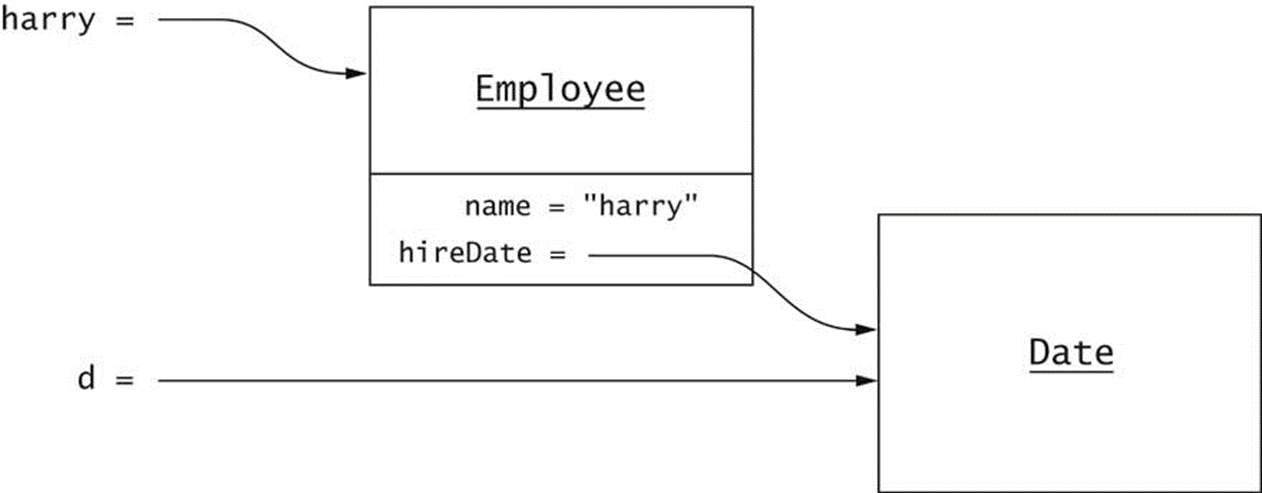 harry =
Employee
name = "harry"
hireDate =
d =
Date